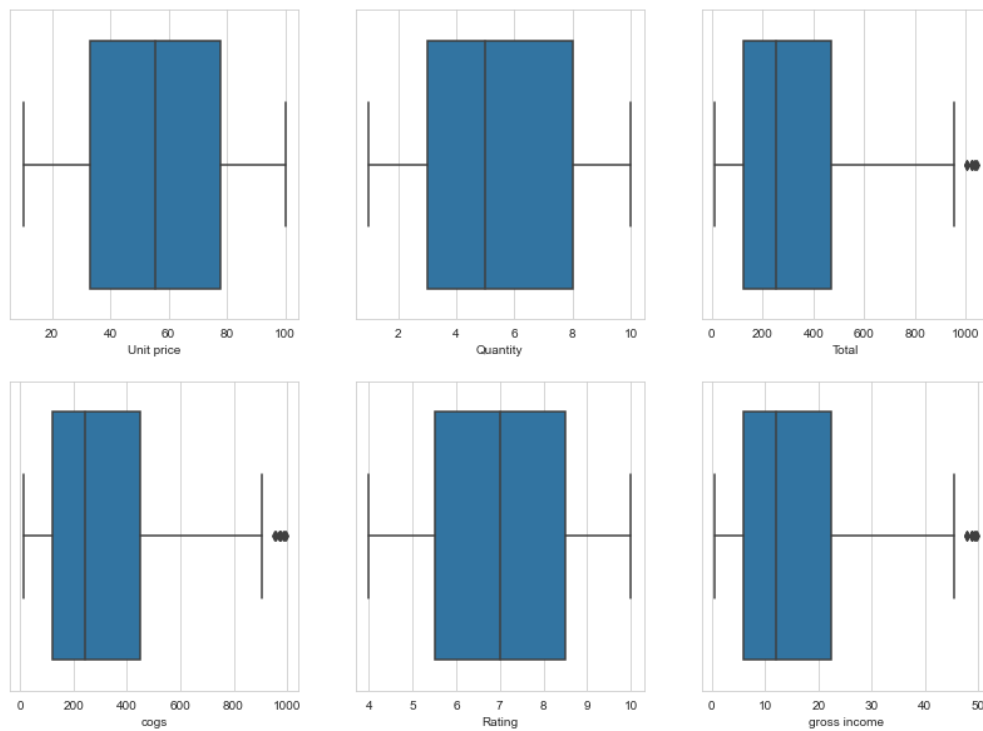 20 40 60 80 100
Unit price
2 4 6 8 10
Quantity
0 200 400 600 800 1000
Total
0 200 400 600 800 1000
cogs
4 5 6 7 8 9 10
Rating
0 10 20 30 40 50
gross income